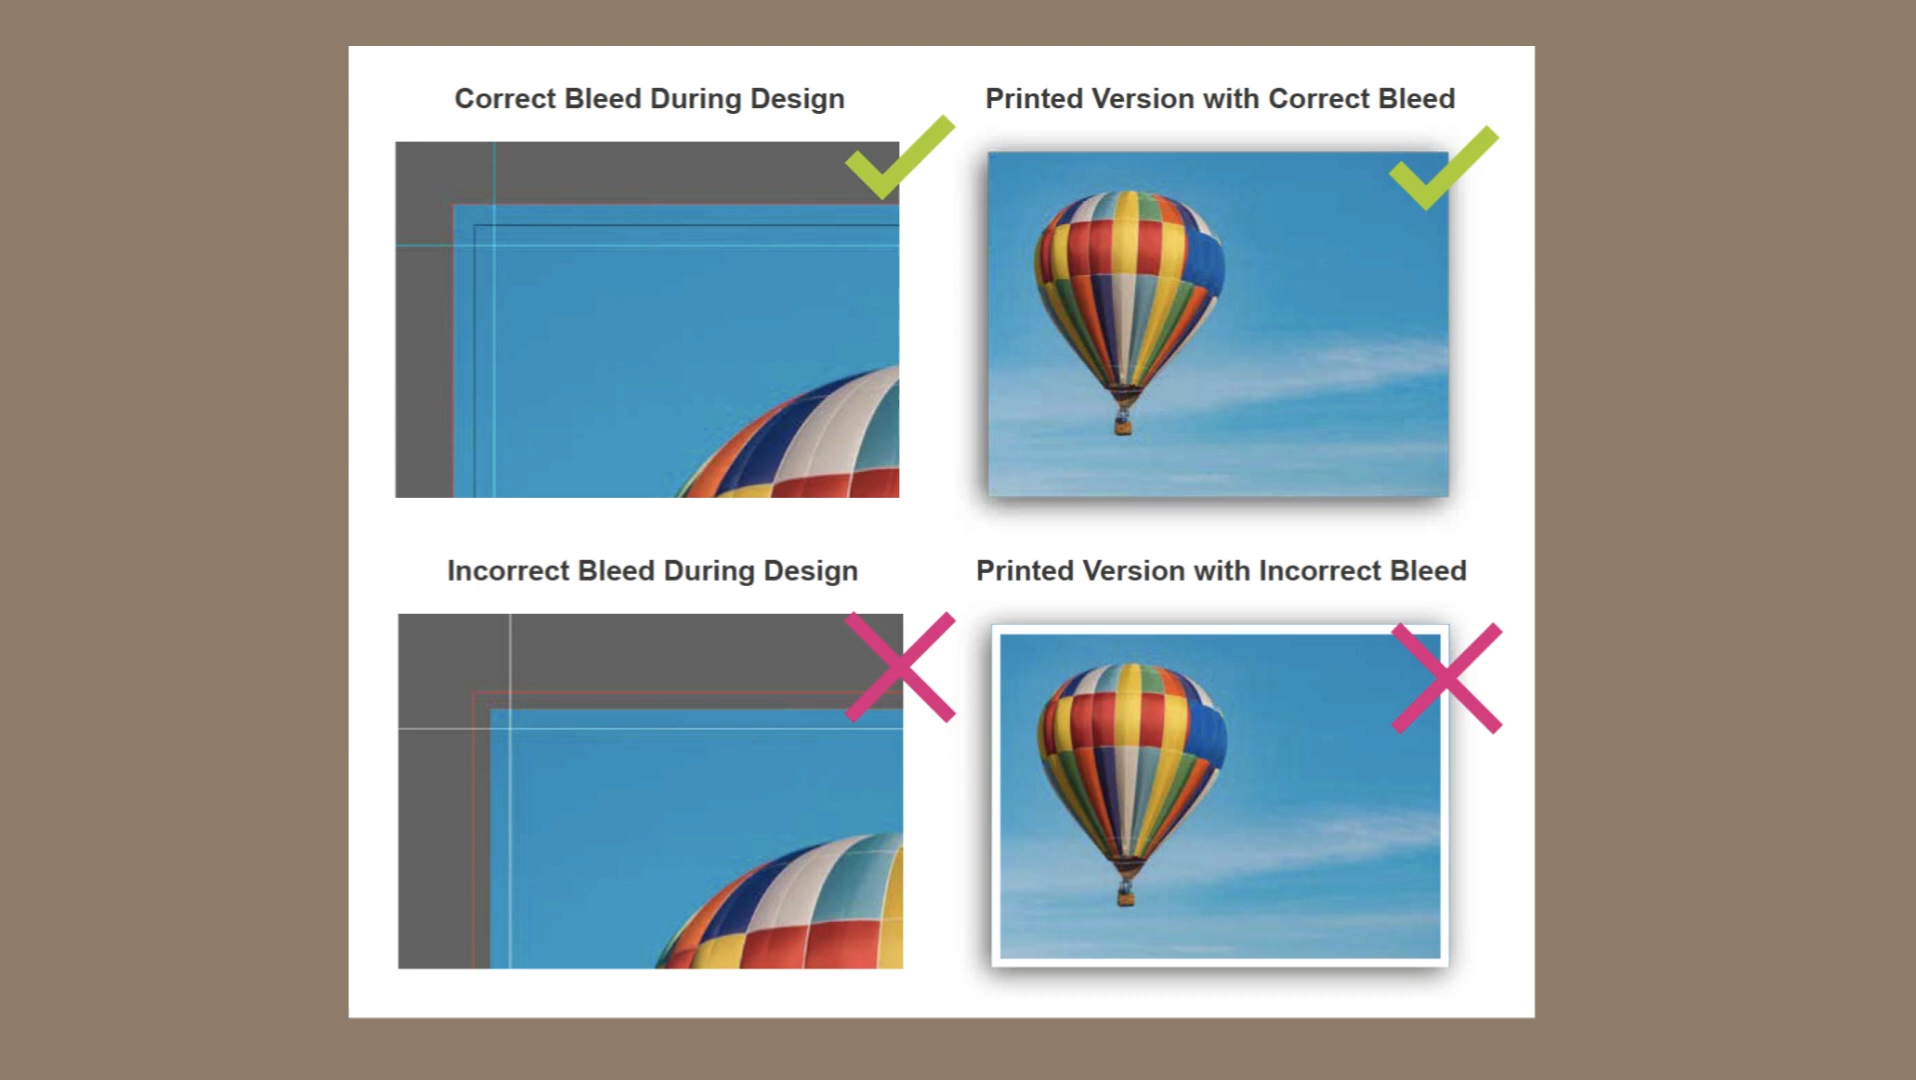 Correct Bleed During Design
Printed Version with Correct Bleed
Incorrect Bleed During Design
Printed Version with Incorrect Bleed